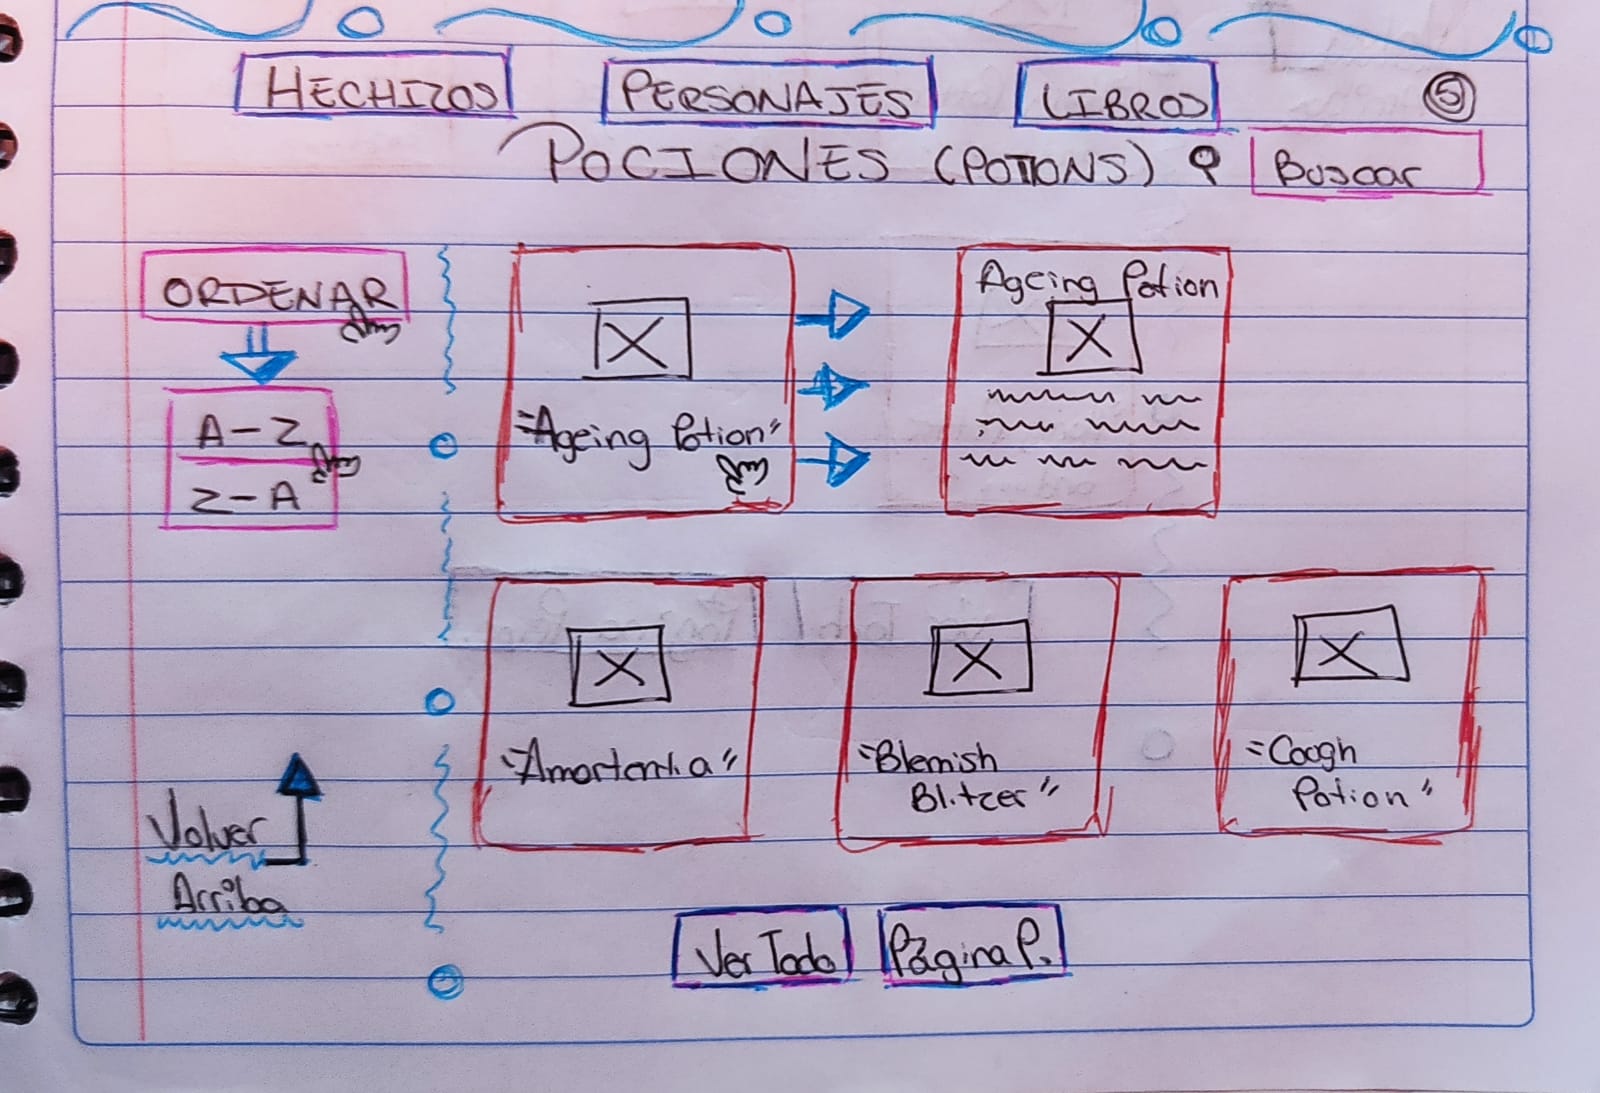 HECHIZOS PERSONAJES LIBROS 5
POCIONES (POTIONS) Buscar
ORDENAR
A-Z
Z-A
"Ageing Potion"
Ageing Potion
"Amortentia"
"Blemish
Blitzer"
"Cough
Potion"
Volver
Arriba
Ver Todo Página P.